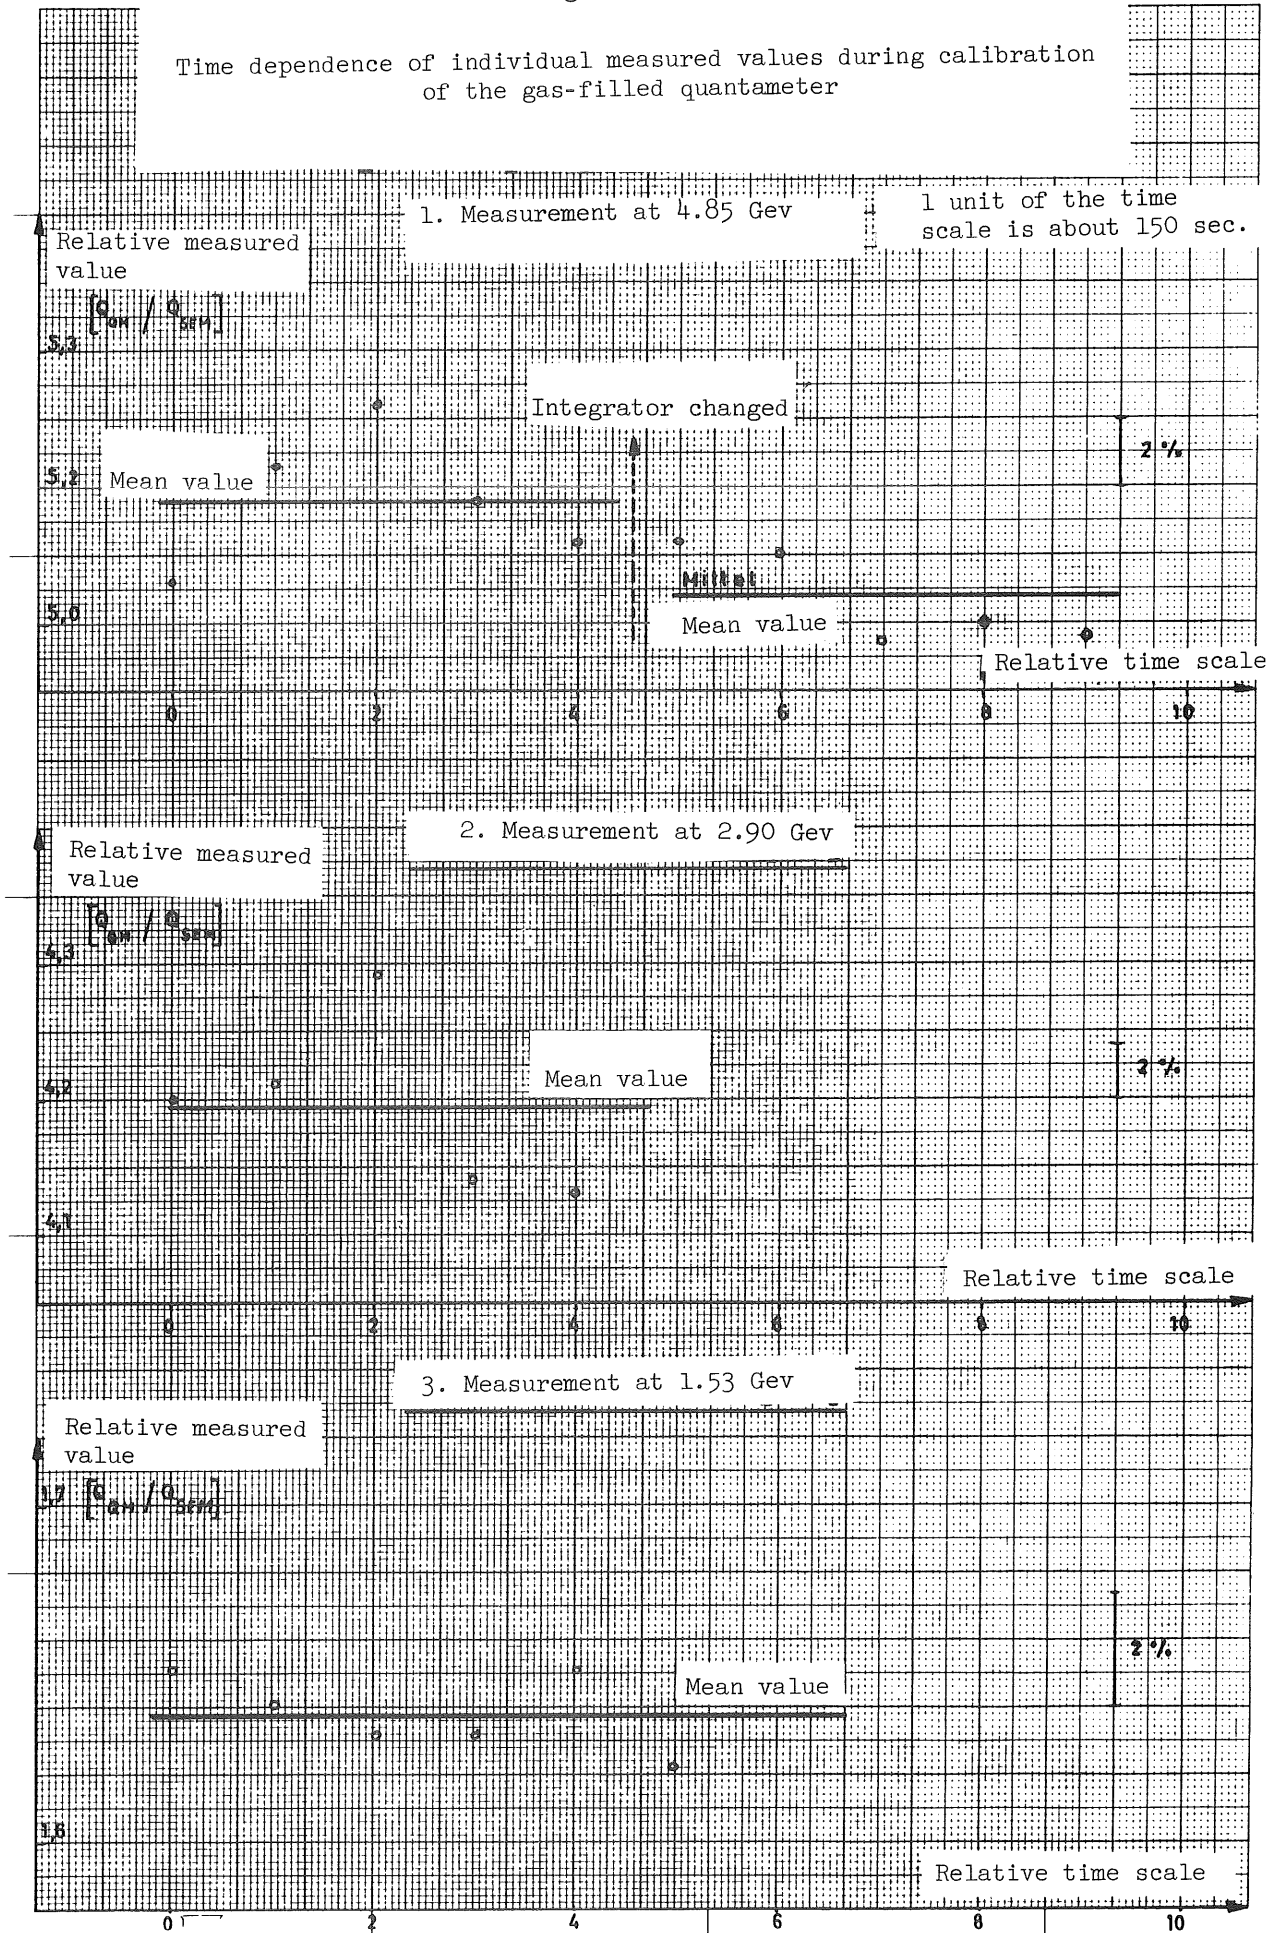 Time dependence of individual measured values during calibration
of the gas-filled quantameter
1. Measurement at 4.85 Gev
1 unit of the time
scale is about 150 sec.
Relative measured
value
[Q_QM / Q_SEM]
5,3
Integrator changed
2 %
5,2
Mean value
Mittel
5,0
Mean value
Relative time scale
0 2 4 6 8 10
2. Measurement at 2.90 Gev
Relative measured
value
[Q_QM / Q_SEM]
4,3
Mean value
2 %
4,2
4,1
Relative time scale
0 2 4 6 8 10
3. Measurement at 1.53 Gev
Relative measured
value
1,7 [Q_QM / Q_SEM]
2 %
Mean value
1,6
Relative time scale
0 2 4 6 8 10